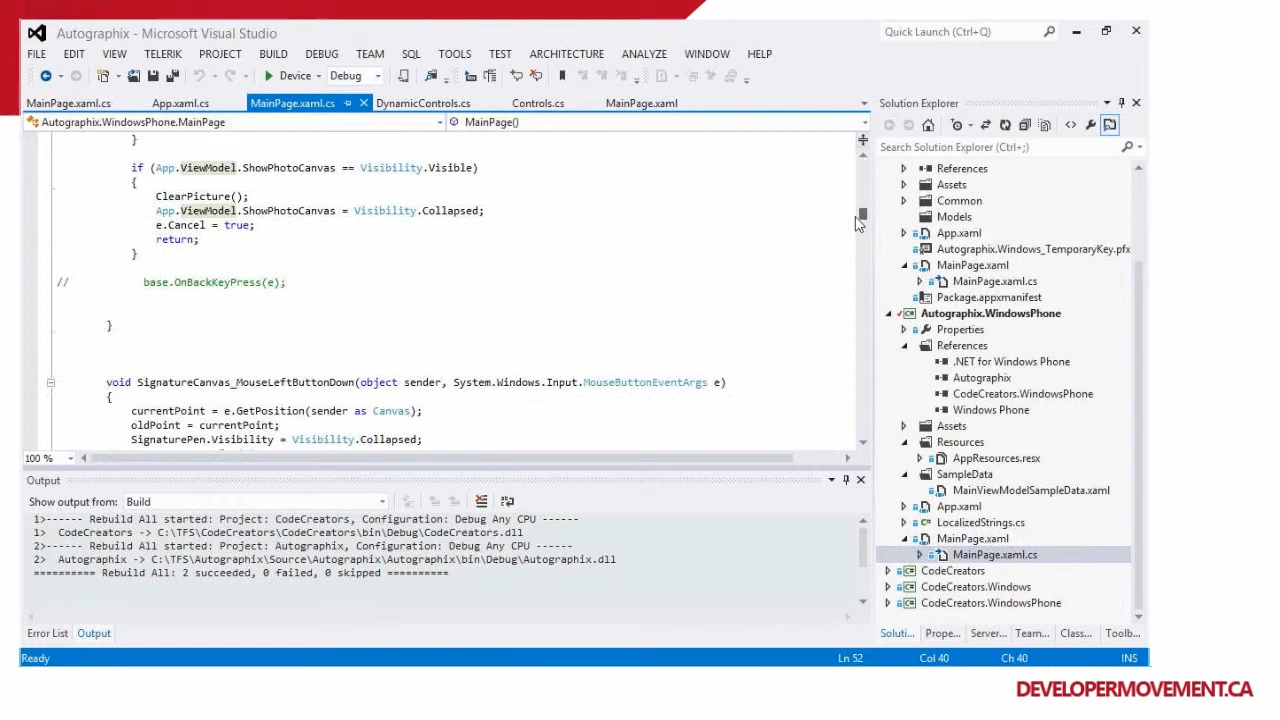 Autographix - Microsoft Visual Studio
Quick Launch (Ctrl+Q)
FILE EDIT VIEW TELERIK PROJECT BUILD DEBUG TEAM SQL TOOLS TEST ARCHITECTURE ANALYZE WINDOW HELP
Device Debug
MainPage.xaml.cs App.xaml.cs MainPage.xaml.cs DynamicControls.cs Controls.cs MainPage.xaml
Autographix.WindowsPhone.MainPage MainPage()
}
if (App.ViewModel.ShowPhotoCanvas == Visibility.Visible)
{
ClearPicture();
App.ViewModel.ShowPhotoCanvas = Visibility.Collapsed;
e.Cancel = true;
return;
}
// base.OnBackKeyPress(e);
}
void SignatureCanvas_MouseLeftButtonDown(object sender, System.Windows.Input.MouseButtonEventArgs e)
{
currentPoint = e.GetPosition(sender as Canvas);
oldPoint = currentPoint;
SignaturePen.Visibility = Visibility.Collapsed;
100 %
Output
Show output from: Build
1>------ Rebuild All started: Project: CodeCreators, Configuration: Debug Any CPU ------
1> CodeCreators -> C:\TFS\CodeCreators\CodeCreators\bin\Debug\CodeCreators.dll
2>------ Rebuild All started: Project: Autographix, Configuration: Debug Any CPU ------
2> Autographix -> C:\TFS\Autographix\Source\Autographix\Autographix\bin\Debug\Autographix.dll
========== Rebuild All: 2 succeeded, 0 failed, 0 skipped ==========
Error List Output
Solution Explorer
Search Solution Explorer (Ctrl+;)
References
Assets
Common
Models
App.xaml
Autographix.Windows_TemporaryKey.pfx
MainPage.xaml
MainPage.xaml.cs
Package.appxmanifest
Autographix.WindowsPhone
Properties
References
.NET for Windows Phone
Autographix
CodeCreators.WindowsPhone
Windows Phone
Assets
Resources
AppResources.resx
SampleData
MainViewModelSampleData.xaml
App.xaml
LocalizedStrings.cs
MainPage.xaml
MainPage.xaml.cs
CodeCreators
CodeCreators.Windows
CodeCreators.WindowsPhone
Soluti... Prope... Server... Team... Class... Toolb...
Ready Ln 52 Col 40 Ch 40 INS
DEVELOPERMOVEMENT.CA